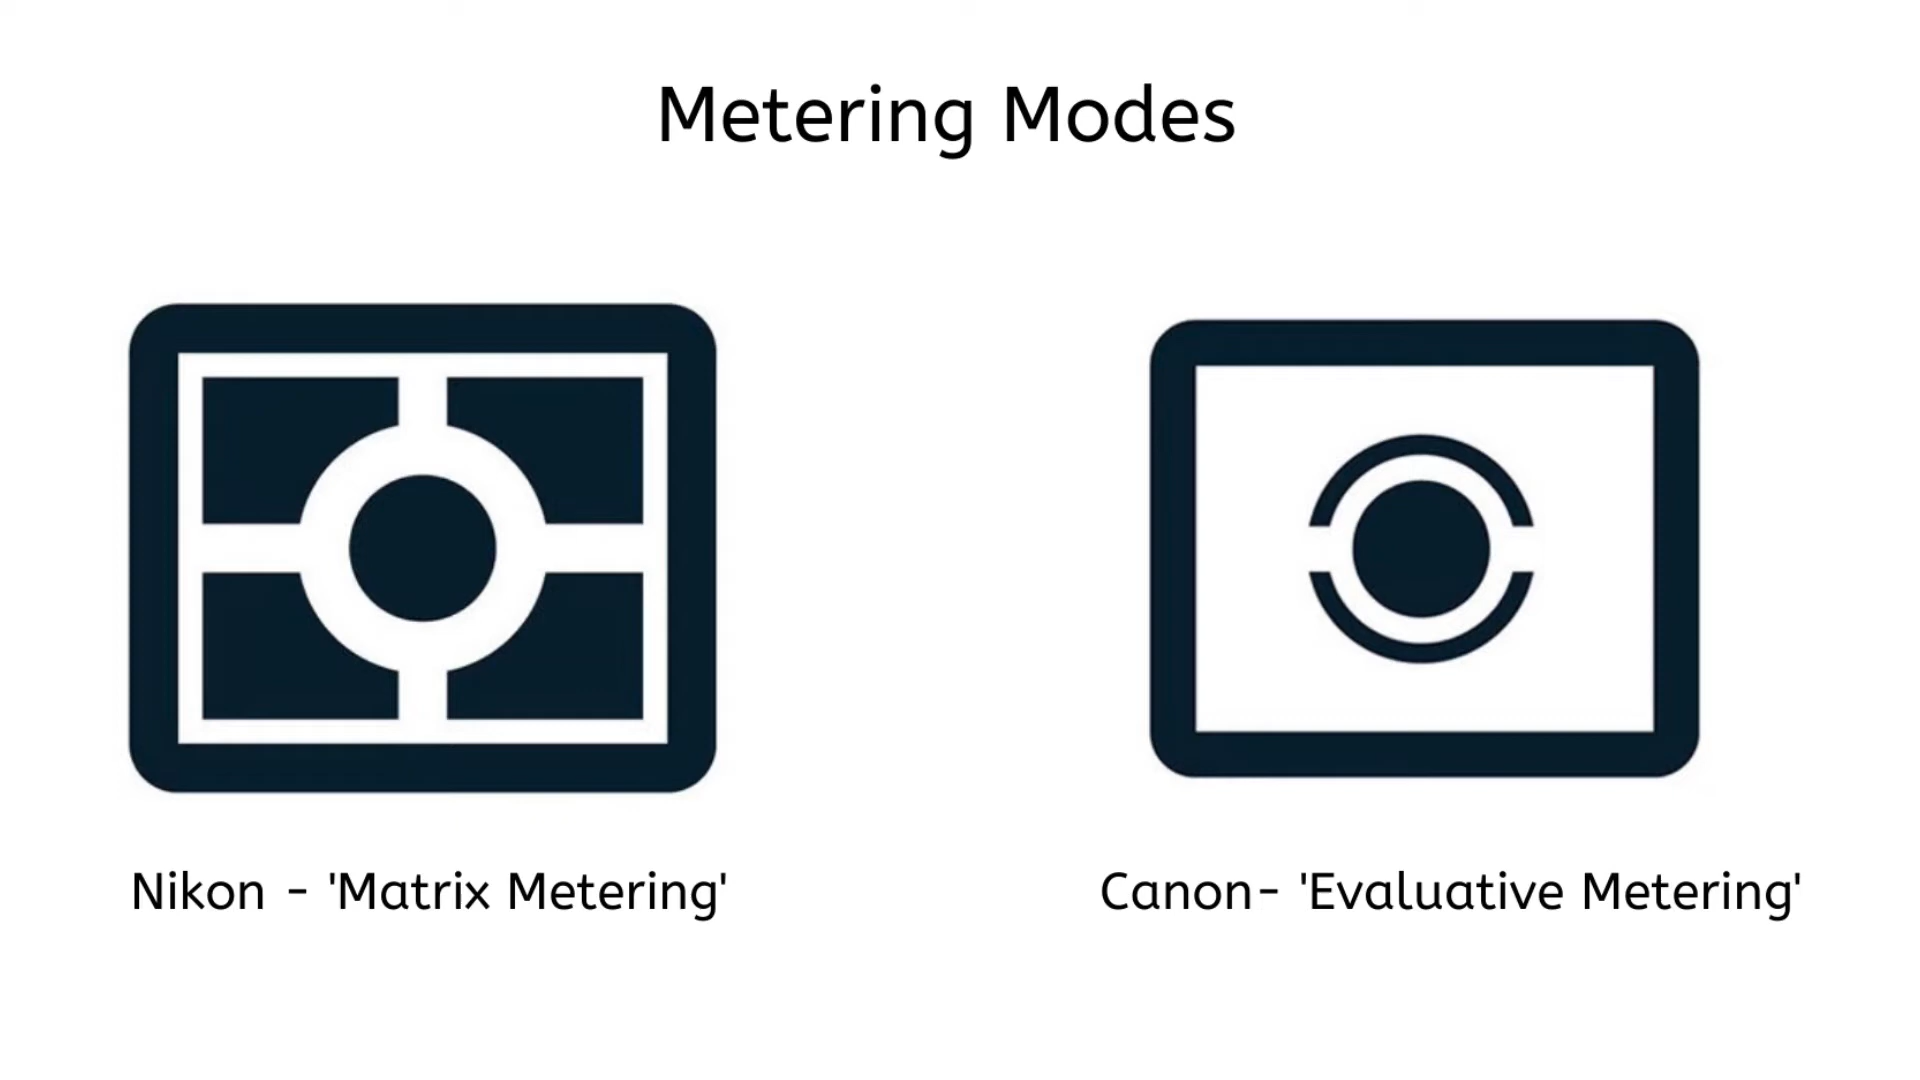 Metering Modes
Nikon - 'Matrix Metering'
Canon- 'Evaluative Metering'